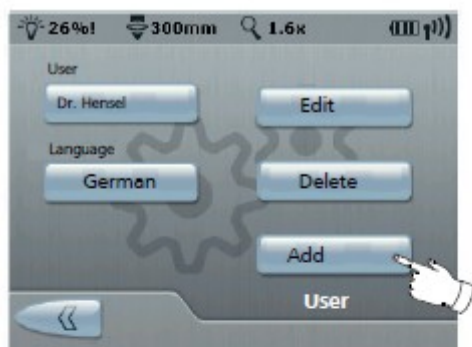 26%! 300mm 1.6x
User
Dr. Hensel Edit
Language
German Delete
Add
User